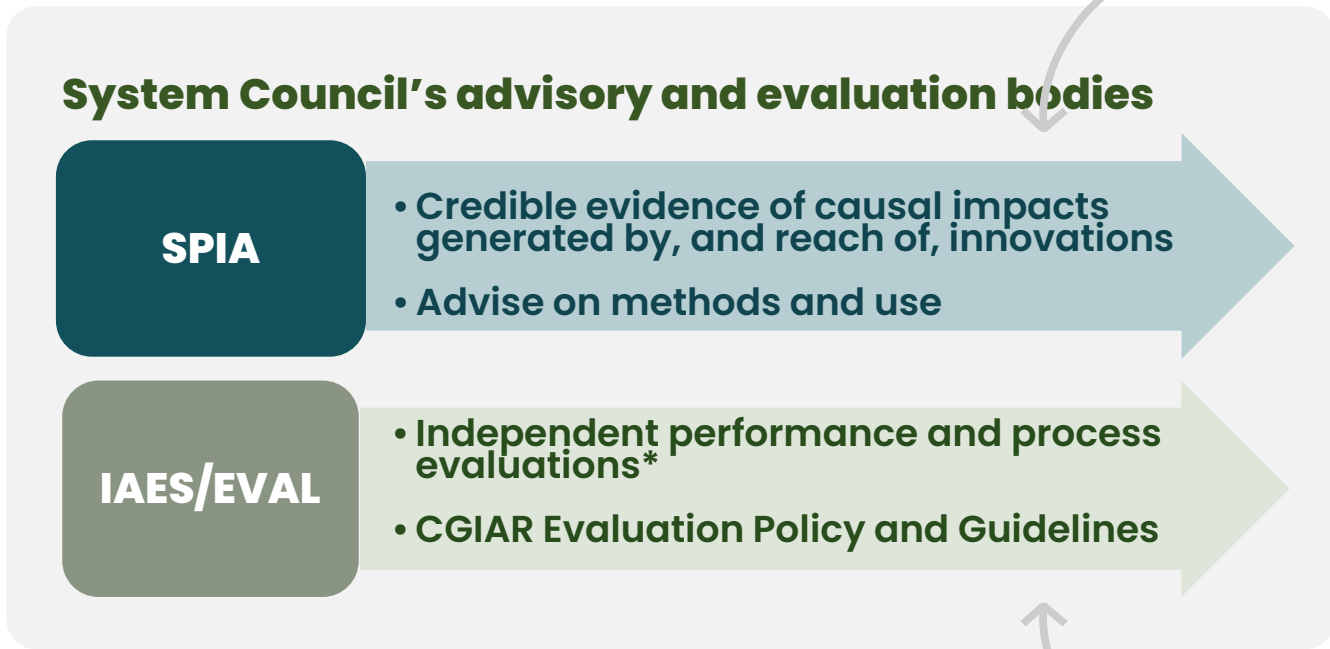 System Council’s advisory and evaluation bodies
SPIA
• Credible evidence of causal impacts
generated by, and reach of, innovations
• Advise on methods and use
IAES/EVAL
• Independent performance and process
evaluations*
• CGIAR Evaluation Policy and Guidelines